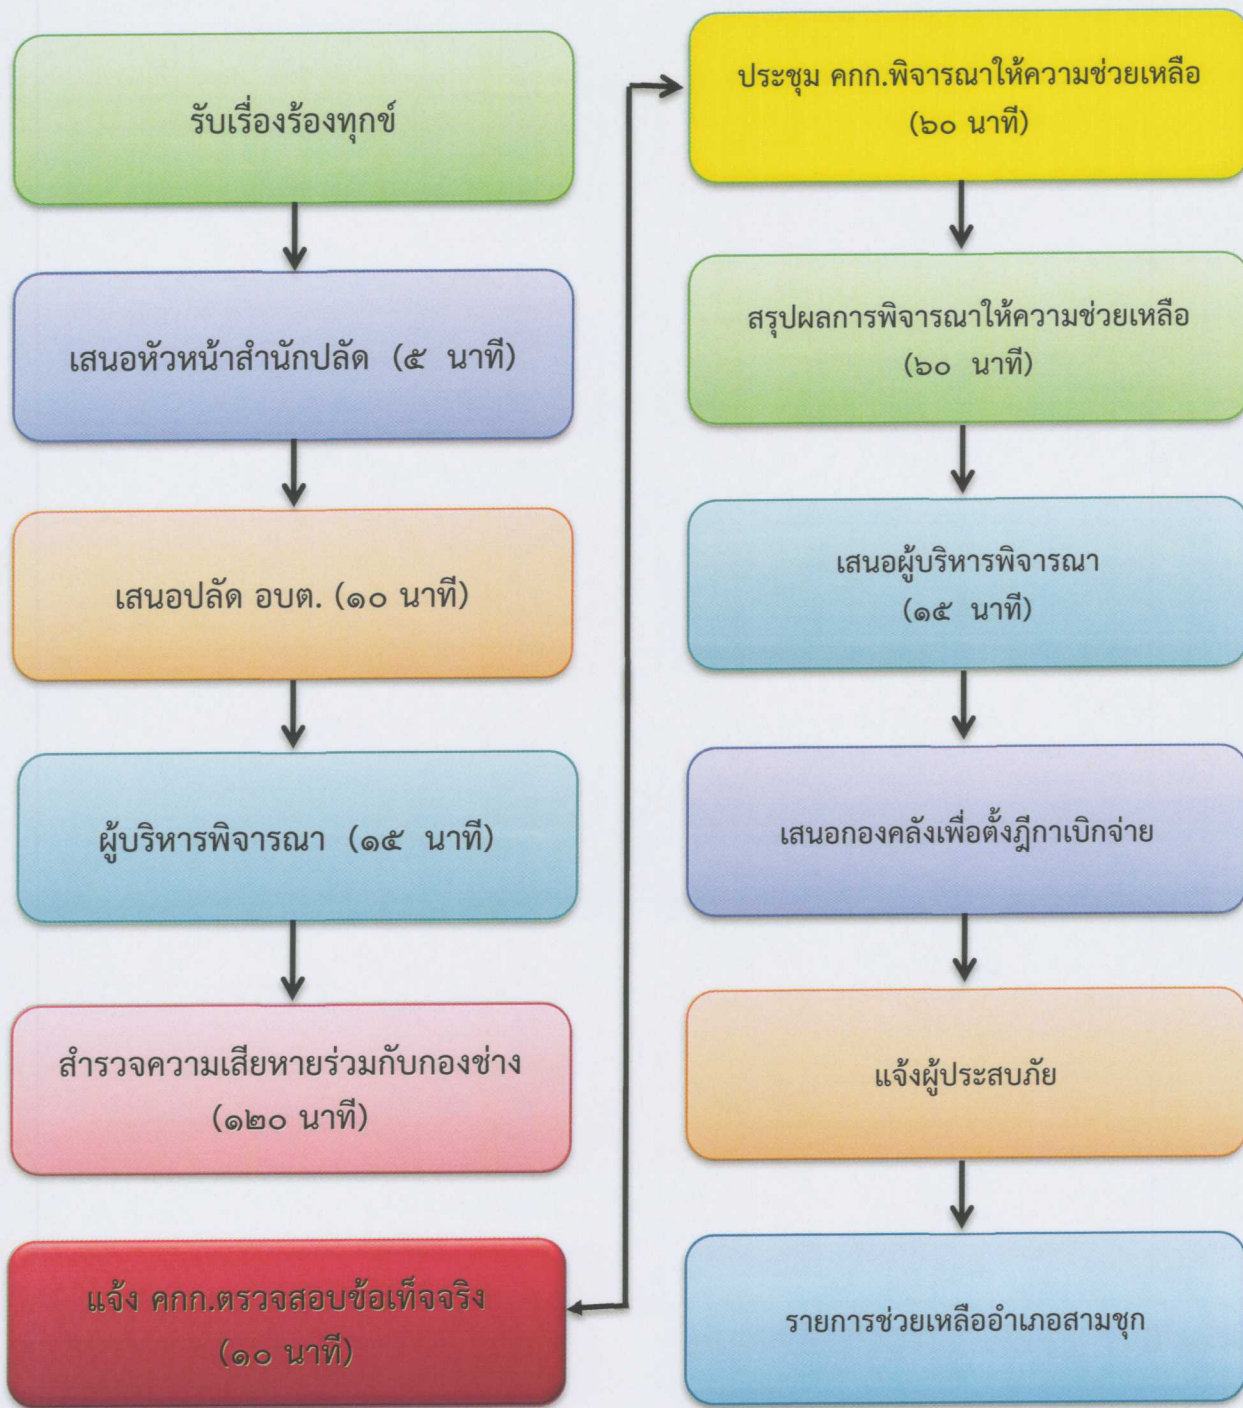 รับเรื่องร้องทุกข์
เสนอหัวหน้าสำนักปลัด (๕ นาที)
เสนอปลัด อบต. (๑๐ นาที)
ผู้บริหารพิจารณา (๑๕ นาที)
สำรวจความเสียหายร่วมกับกองช่าง
(๑๒๐ นาที)
แจ้ง คกก.ตรวจสอบข้อเท็จจริง
(๑๐ นาที)
ประชุม คกก.พิจารณาให้ความช่วยเหลือ
(๖๐ นาที)
สรุปผลการพิจารณาให้ความช่วยเหลือ
(๖๐ นาที)
เสนอผู้บริหารพิจารณา
(๑๕ นาที)
เสนอกองคลังเพื่อตั้งฎีกาเบิกจ่าย
แจ้งผู้ประสบภัย
รายการช่วยเหลืออำเภอสามชุก